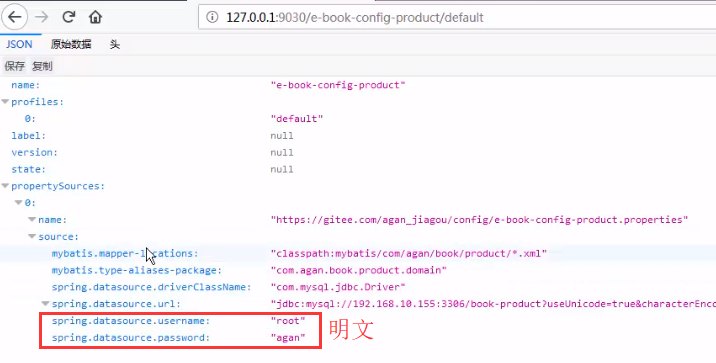 127.0.0.1:9030/e-book-config-product/default
JSON 原始数据 头
保存 复制
name: "e-book-config-product"
profiles:
0: "default"
label: null
version: null
state: null
propertySources:
0:
name: "https://gitee.com/agan_jiagou/config/e-book-config-product.properties"
source:
mybatis.mapper-locations: "classpath:mybatis/com/agan/book/product/*.xml"
mybatis.type-aliases-package: "com.agan.book.product.domain"
spring.datasource.driverClassName: "com.mysql.jdbc.Driver"
spring.datasource.url: "jdbc:mysql://192.168.10.155:3306/book-product?useUnicode=true&characterEnco
spring.datasource.username: "root"
spring.datasource.password: "agan"
明文